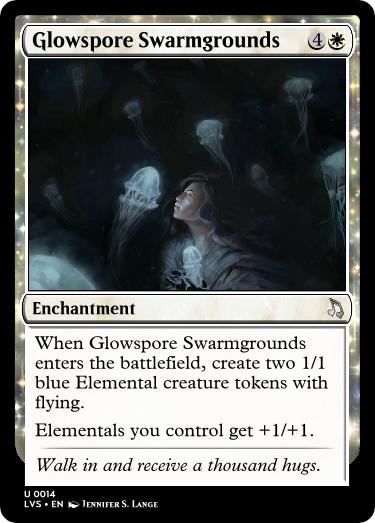 Glowspore Swarmgrounds 4
Enchantment
When Glowspore Swarmgrounds
enters the battlefield, create two 1/1
blue Elemental creature tokens with
flying.
Elementals you control get +1/+1.
Walk in and receive a thousand hugs.
U 0014
LVS • EN Jennifer S. Lange